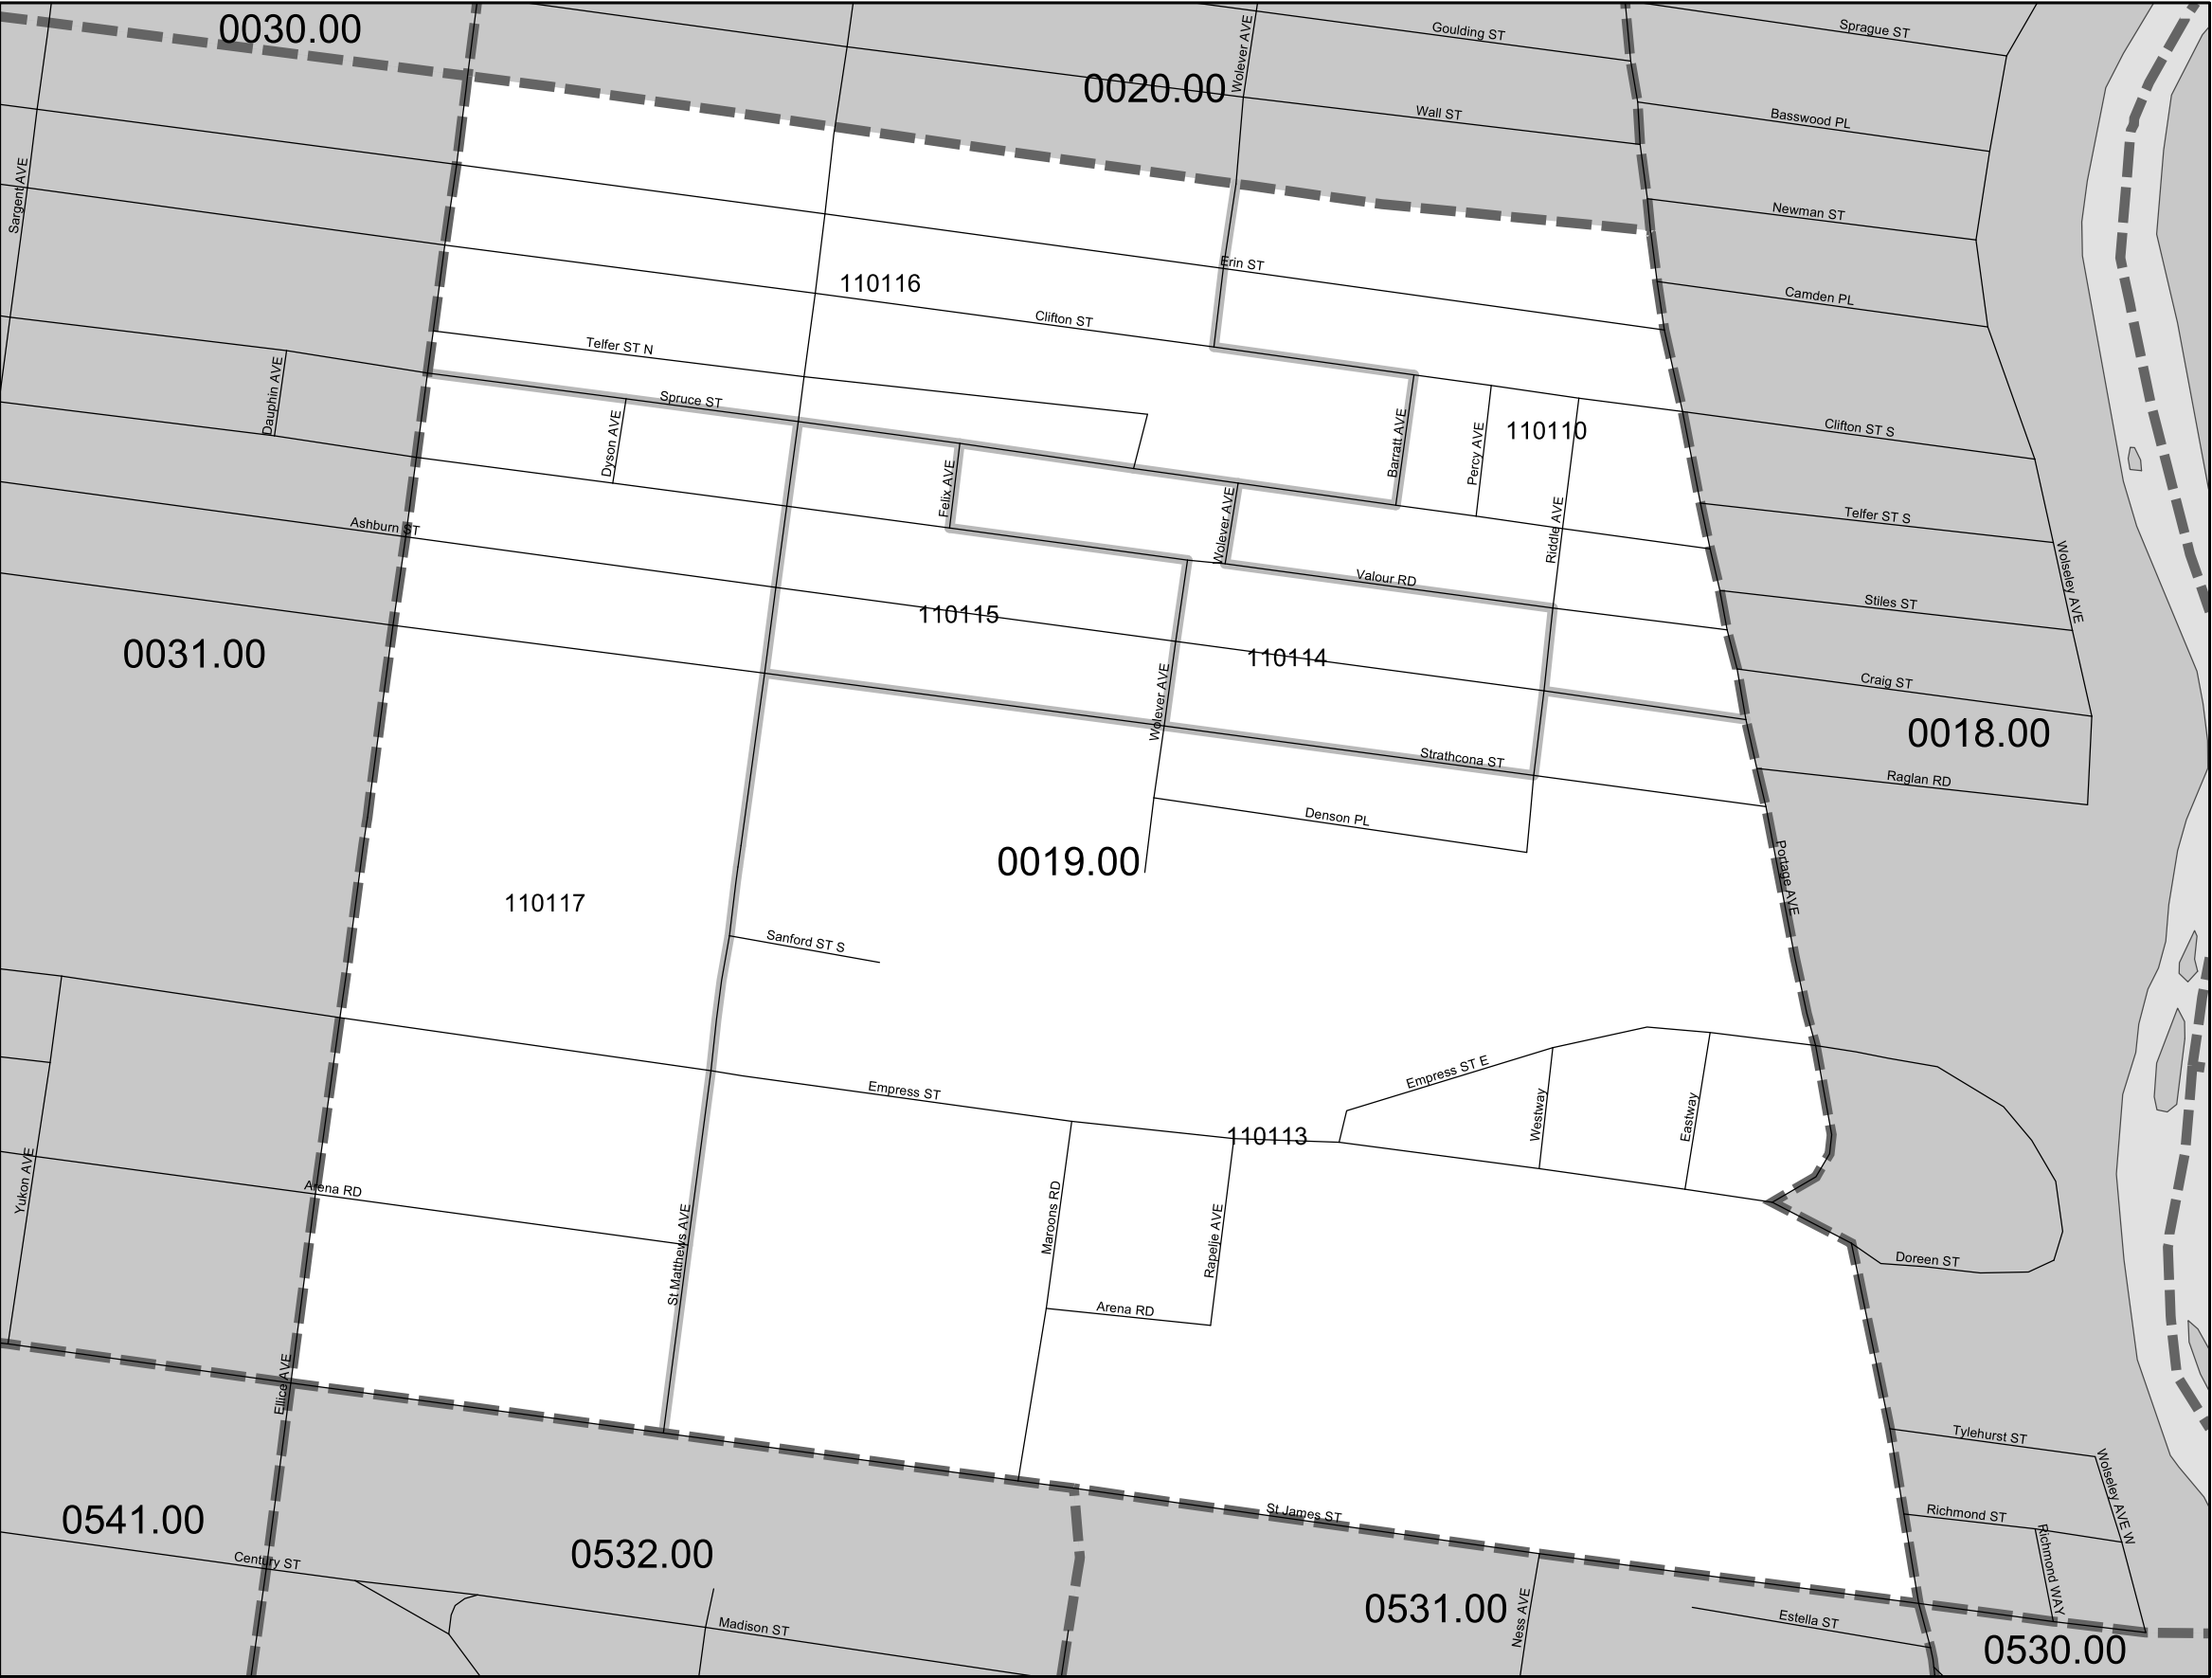 0030.00
Goulding ST
Sprague ST
Wolever AVE
0020.00
Wall ST
Basswood PL
Sargent AVE
Newman ST
Erin ST
110116
Camden PL
Clifton ST
Telfer ST N
Dauphin AVE
Spruce ST
Dyson AVE
Barratt AVE
Percy AVE
110110
Clifton ST S
Felix AVE
Wolever AVE
Riddle AVE
Telfer ST S
Ashburn ST
Valour RD
Wolseley AVE
Stiles ST
110115
0031.00
110114
Wolever AVE
Craig ST
0018.00
Strathcona ST
Raglan RD
Denson PL
0019.00
Portage AVE
110117
Sanford ST S
Empress ST
Empress ST E
Westway
Eastway
110113
Yukon AVE
Arena RD
St Matthews AVE
Maroons RD
Rapelje AVE
Doreen ST
Arena RD
Ellice AVE
Tylehurst ST
Wolseley AVE W
0541.00
St James ST
Richmond ST
Century ST
0532.00
Richmond WAY
0531.00
Ness AVE
Madison ST
Estella ST
0530.00